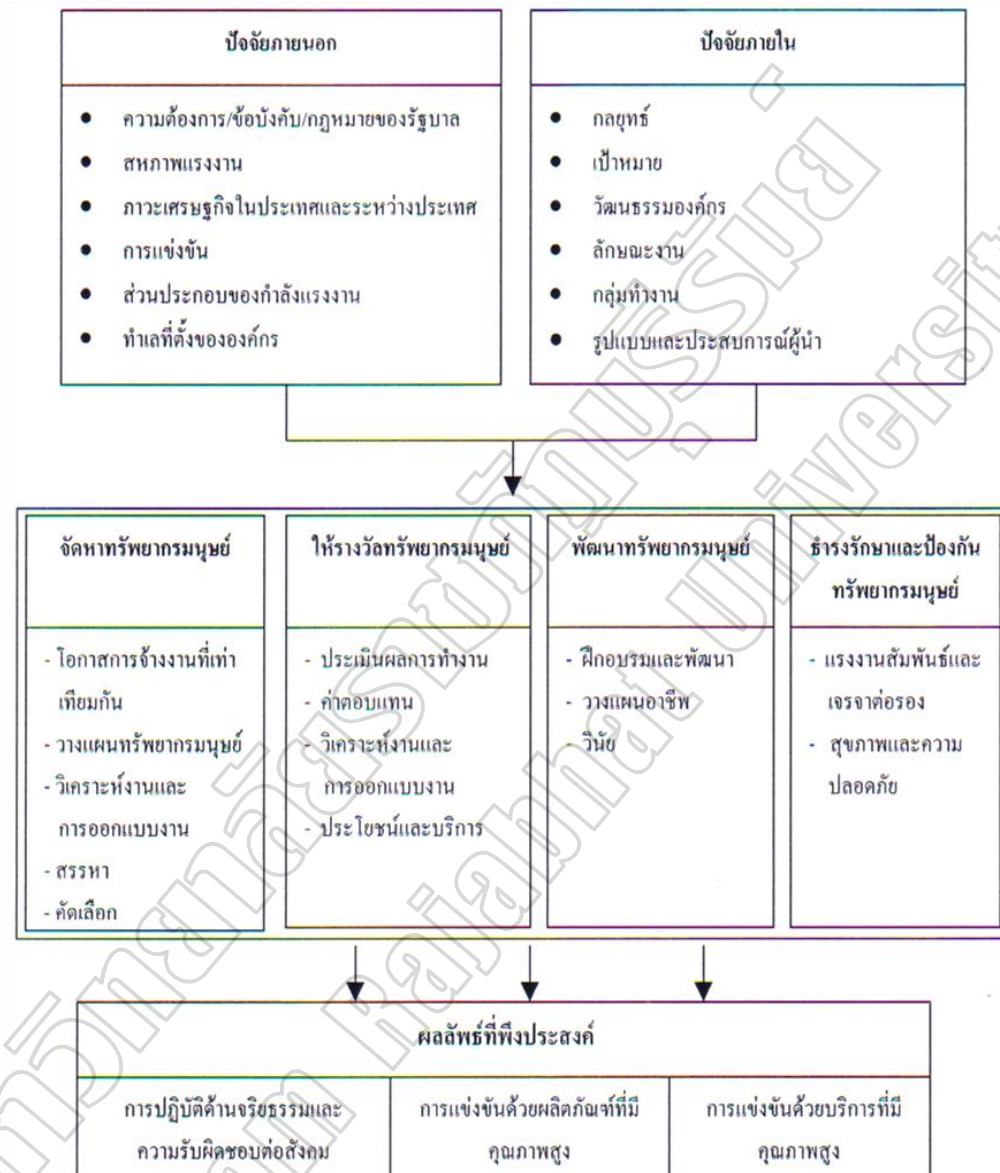 ปัจจัยภายนอก
• ความต้องการ/ข้อบังคับ/กฎหมายของรัฐบาล
• สหภาพแรงงาน
• ภาวะเศรษฐกิจในประเทศและระหว่างประเทศ
• การแข่งขัน
• ส่วนประกอบของกำลังแรงงาน
• ทำเลที่ตั้งขององค์กร
ปัจจัยภายใน
• กลยุทธ์
• เป้าหมาย
• วัฒนธรรมองค์กร
• ลักษณะงาน
• กลุ่มทำงาน
• รูปแบบและประสบการณ์ผู้นำ
จัดหาทรัพยากรมนุษย์
- โอกาสการจ้างงานที่เท่า
เทียมกัน
- วางแผนทรัพยากรมนุษย์
- วิเคราะห์งานและ
การออกแบบงาน
- สรรหา
- คัดเลือก
ให้รางวัลทรัพยากรมนุษย์
- ประเมินผลการทำงาน
- ค่าตอบแทน
- วิเคราะห์งานและ
การออกแบบงาน
- ประโยชน์และบริการ
พัฒนาทรัพยากรมนุษย์
- ฝึกอบรมและพัฒนา
- วางแผนอาชีพ
- วินัย
ธำรงรักษาและป้องกัน
ทรัพยากรมนุษย์
- แรงงานสัมพันธ์และ
เจรจาต่อรอง
- สุขภาพและความ
ปลอดภัย
ผลลัพธ์ที่พึงประสงค์
การปฏิบัติด้านจริยธรรมและ
ความรับผิดชอบต่อสังคม
การแข่งขันด้วยผลิตภัณฑ์ที่มี
คุณภาพสูง
การแข่งขันด้วยบริการที่มี
คุณภาพสูง
Rajabhat University